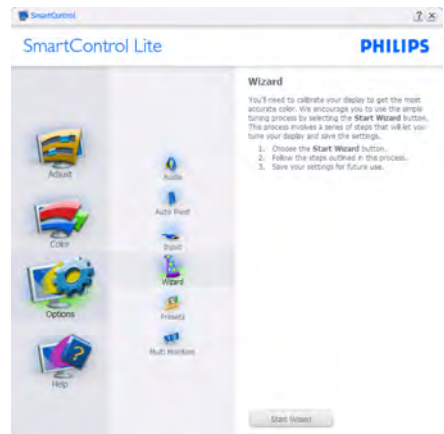 SmartControl
? ×
SmartControl Lite
PHILIPS
Wizard
You'll need to calibrate your display to get the most
accurate color. We encourage you to use the simple
tuning process by selecting the Start Wizard button.
This process involves a series of steps that will let you
tune your display and save the settings.
1. Choose the Start Wizard button.
2. Follow the steps outlined in this process.
3. Save your settings for future use.
Adjust
Color
Options
Help
Audio
Auto Pivot
Input
Wizard
Presets
Multi Monitors
Start Wizard